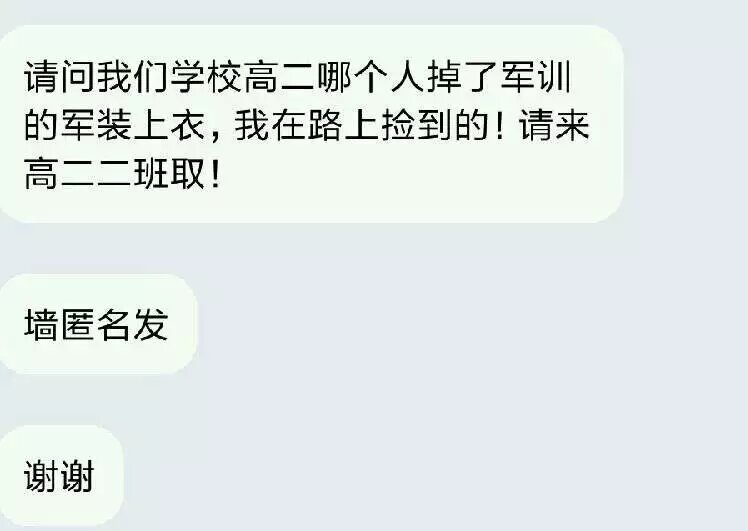 请问我们学校高二哪个人掉了军训
的军装上衣，我在路上捡到的！请来
高二二班取！
墙匿名发
谢谢